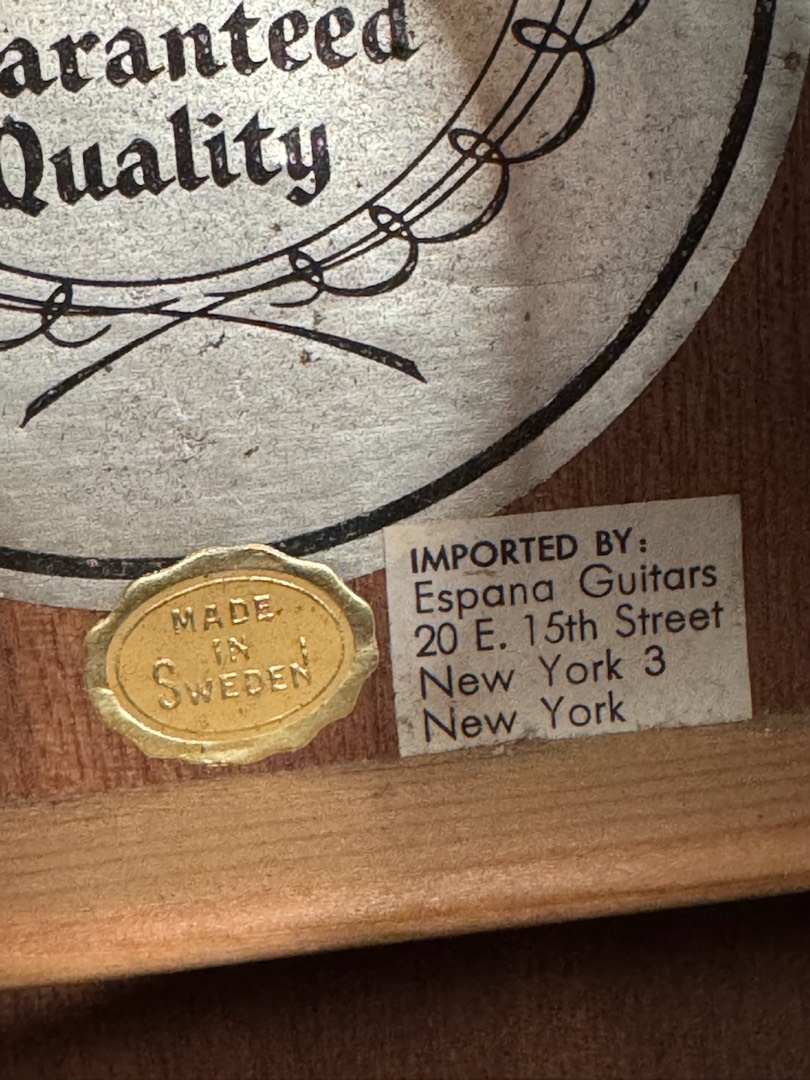 aranteed
Quality
MADE
IN
SWEDEN
IMPORTED BY:
Espana Guitars
20 E. 15th Street
New York 3
New York